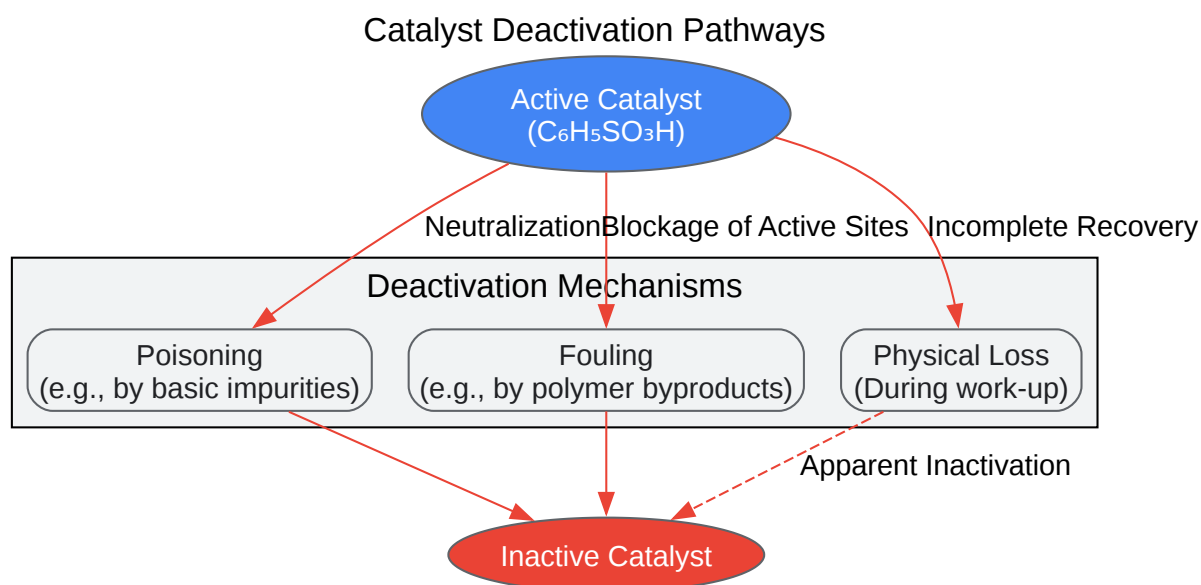 Catalyst Deactivation Pathways
Active Catalyst
(C₆H₅SO₃H)
Neutralization
Blockage of Active Sites
Incomplete Recovery
Deactivation Mechanisms
Poisoning
(e.g., by basic impurities)
Fouling
(e.g., by polymer byproducts)
Physical Loss
(During work-up)
Apparent Inactivation
Inactive Catalyst